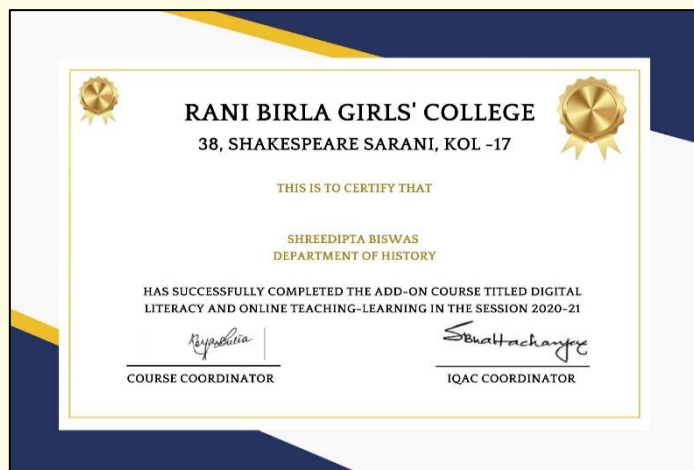 RANI BIRLA GIRLS' COLLEGE
38, SHAKESPEARE SARANI, KOL -17
THIS IS TO CERTIFY THAT
SHREEDIPTA BISWAS
DEPARTMENT OF HISTORY
HAS SUCCESSFULLY COMPLETED THE ADD-ON COURSE TITLED DIGITAL
LITERACY AND ONLINE TEACHING-LEARNING IN THE SESSION 2020-21
COURSE COORDINATOR
IQAC COORDINATOR